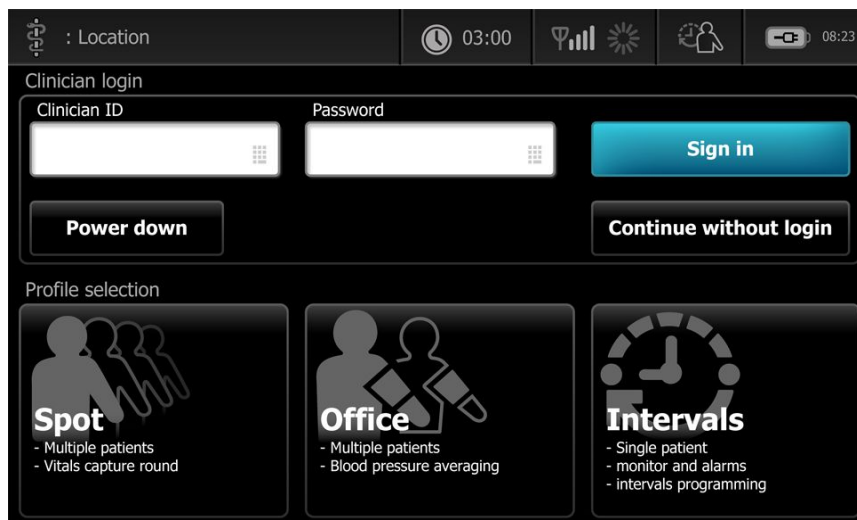 : Location
03:00
08:23
Clinician login
Clinician ID
Password
Sign in
Power down
Continue without login
Profile selection
Spot
- Multiple patients
- Vitals capture round
Office
- Multiple patients
- Blood pressure averaging
Intervals
- Single patient
- monitor and alarms
- intervals programming